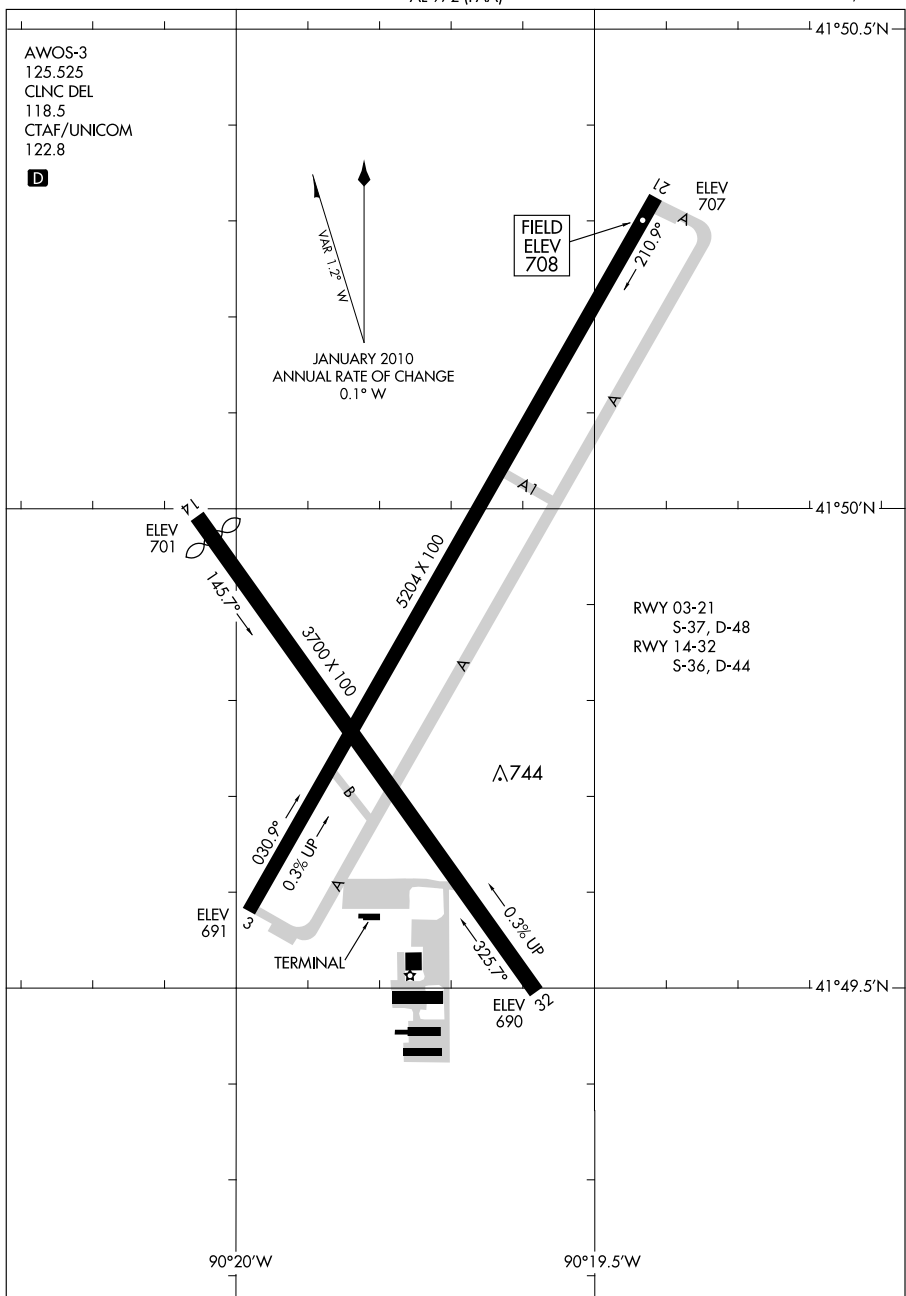 AL-972 (FAA)
41°50.5'N
AWOS-3
125.525
CLNC DEL
118.5
CTAF/UNICOM
122.8
D
VAR 1.2° W
JANUARY 2010
ANNUAL RATE OF CHANGE
0.1° W
21
ELEV
707
A
FIELD
ELEV
708
210.9°
A
A1
41°50'N
14
ELEV
701
145.7°
3700 X 100
5204 X 100
RWY 03-21
S-37, D-48
RWY 14-32
S-36, D-44
A
744
B
030.9°
0.3% UP
A
ELEV
691
3
TERMINAL
0.3% UP
325.7°
ELEV
690
32
41°49.5'N
90°20'W
90°19.5'W